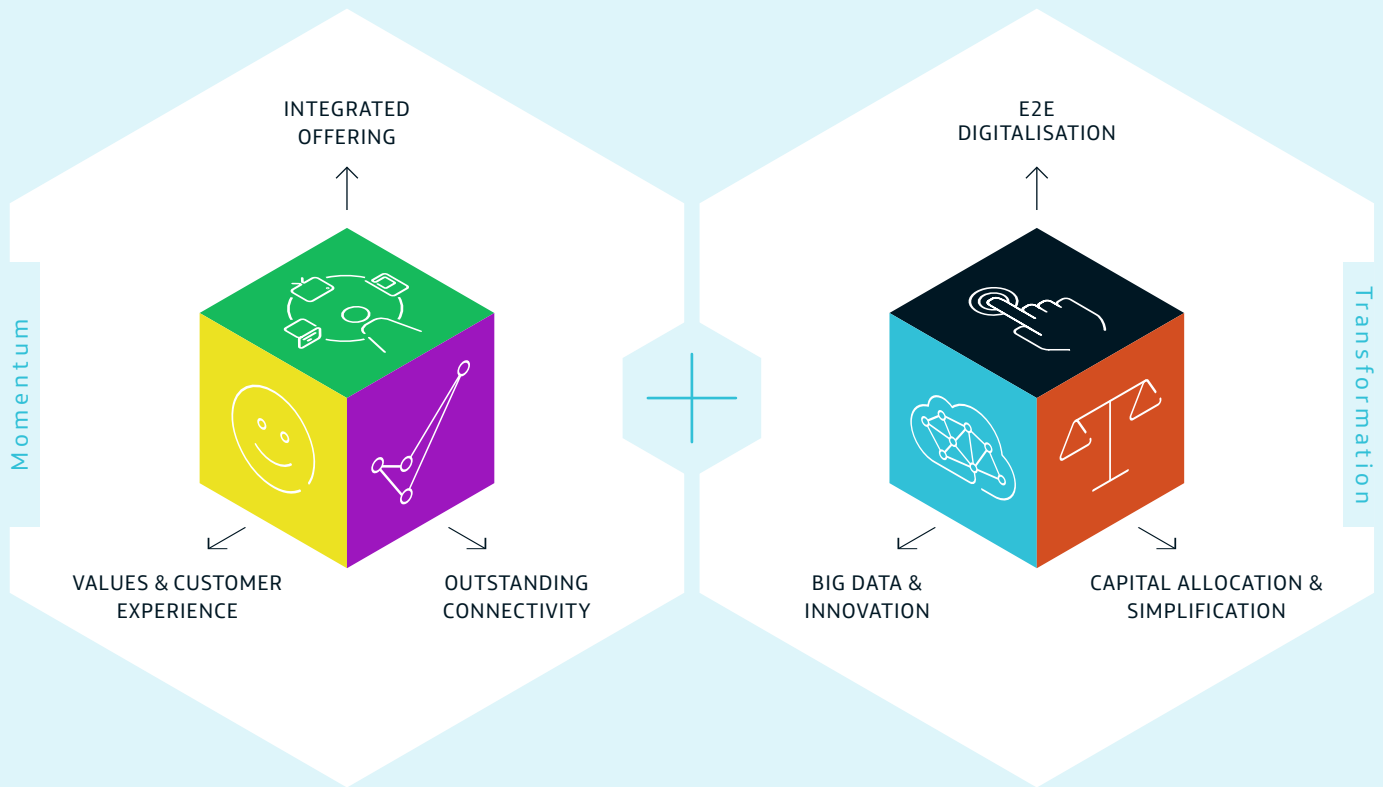 Momentum
INTEGRATED
OFFERING
VALUES & CUSTOMER
EXPERIENCE
OUTSTANDING
CONNECTIVITY
E2E
DIGITALISATION
BIG DATA &
INNOVATION
CAPITAL ALLOCATION &
SIMPLIFICATION
Transformation